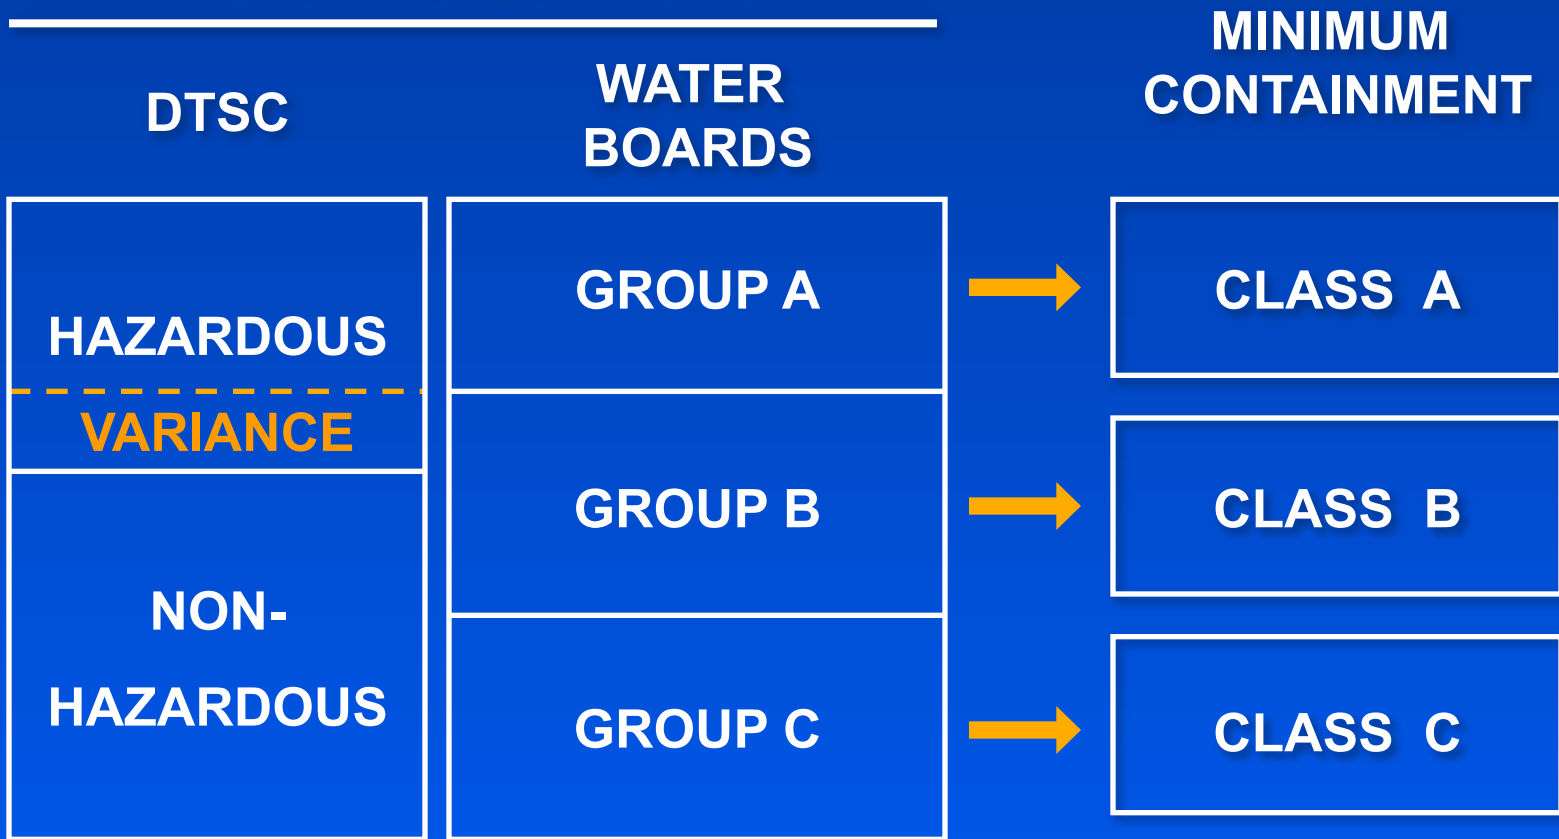 DTSC
WATER
BOARDS
MINIMUM
CONTAINMENT
HAZARDOUS
VARIANCE
NON-
HAZARDOUS
GROUP A
GROUP B
GROUP C
CLASS A
CLASS B
CLASS C